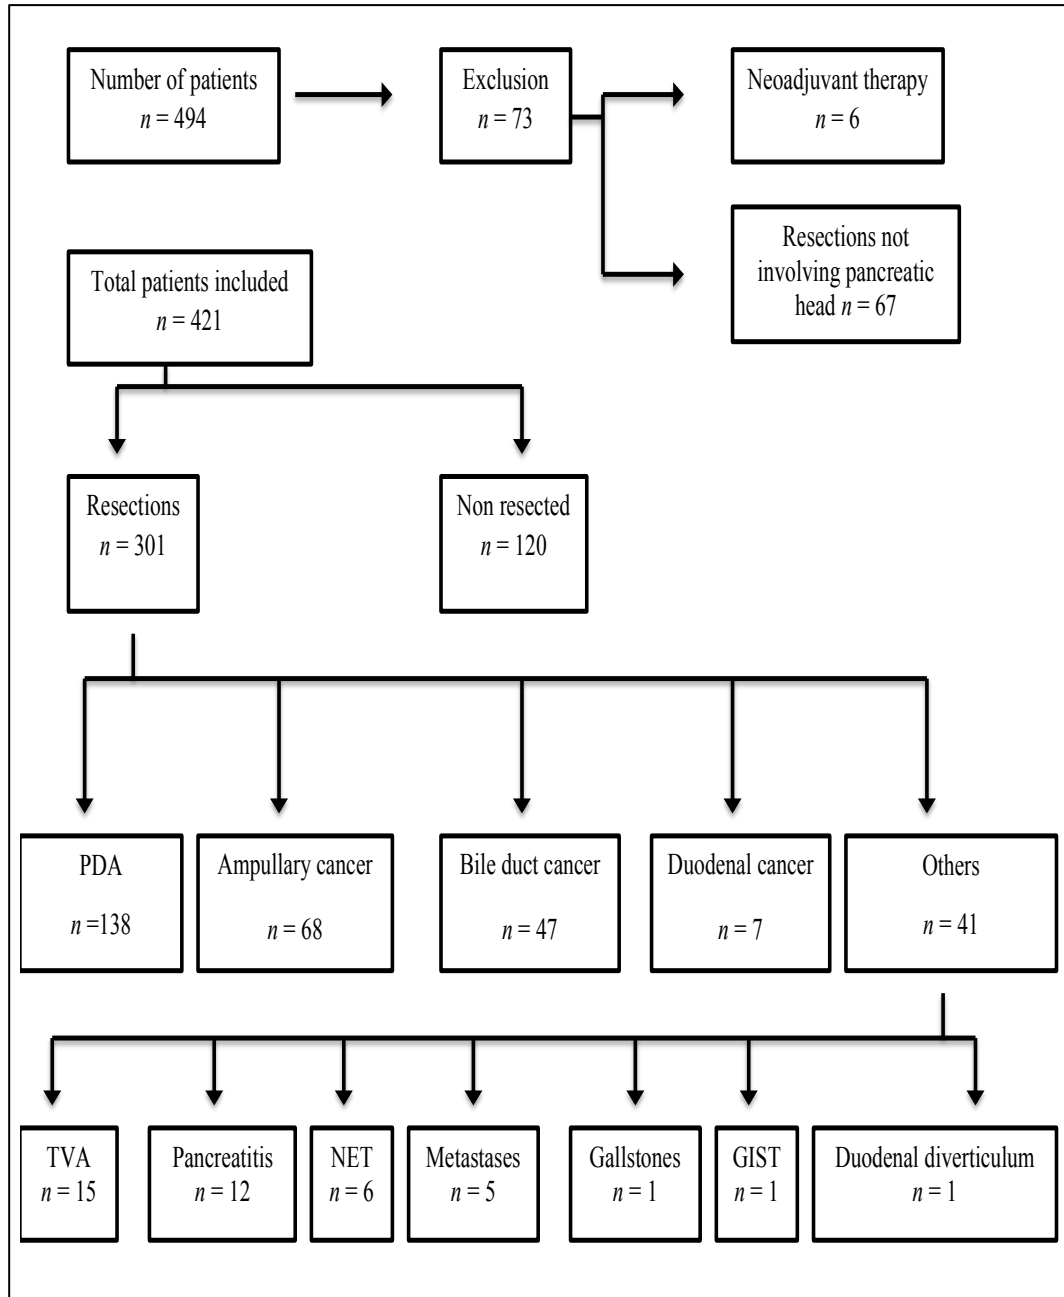 Number of patients
n = 494
Exclusion
n = 73
Neoadjuvant therapy
n = 6
Resections not
involving pancreatic
head n = 67
Total patients included
n = 421
Resections
n = 301
Non resected
n = 120
PDA
n =138
Ampullary cancer
n = 68
Bile duct cancer
n = 47
Duodenal cancer
n = 7
Others
n = 41
TVA
n = 15
Pancreatitis
n = 12
NET
n = 6
Metastases
n = 5
Gallstones
n = 1
GIST
n = 1
Duodenal diverticulum
n = 1